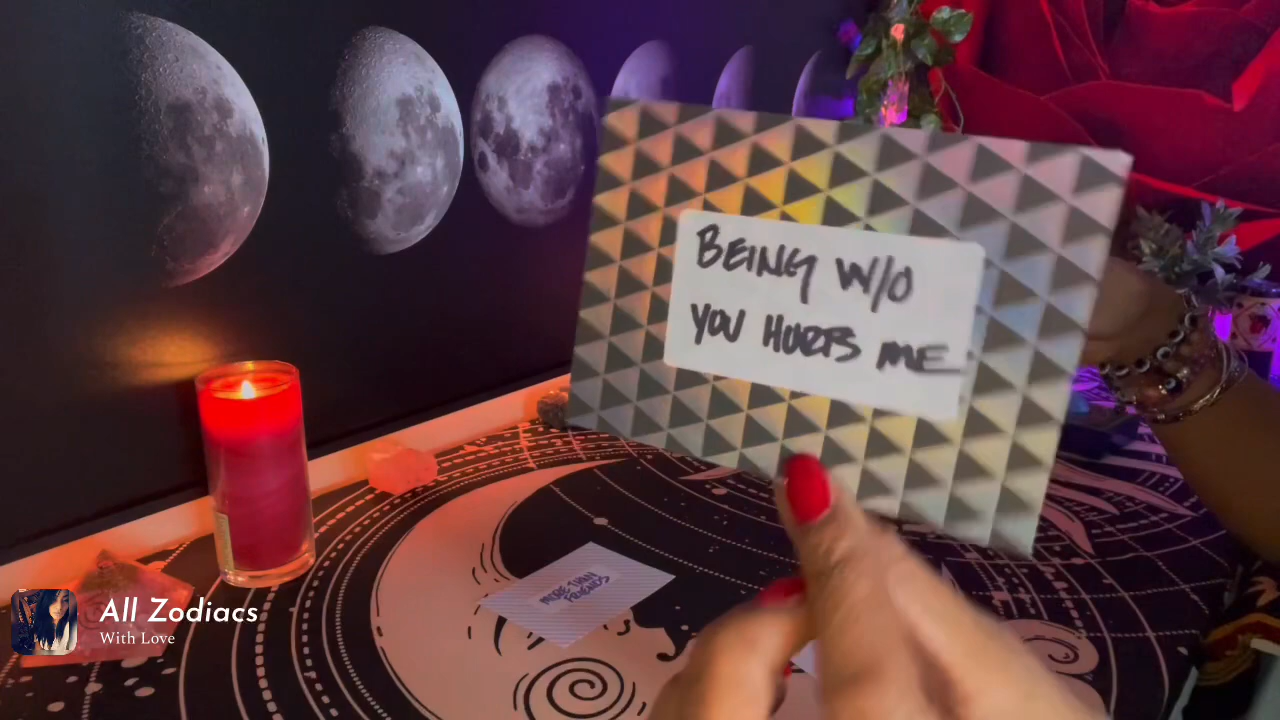 BEING W/O
YOU HURTS ME.
MORE THAN
FRIENDS
All Zodiacs
With Love